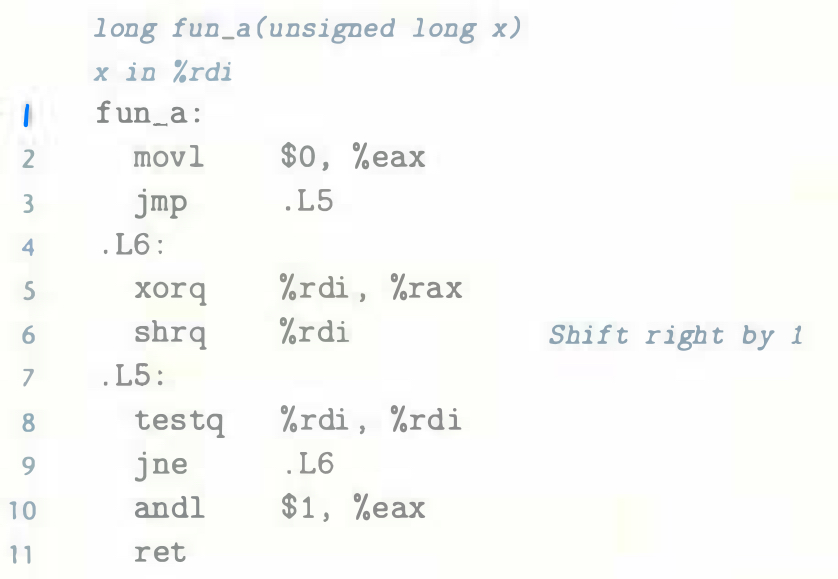 long fun_a(unsigned long x)
x in %rdi
1 fun_a:
2 movl $0, %eax
3 jmp .L5
4 .L6:
5 xorq %rdi, %rax
6 shrq %rdi Shift right by 1
7 .L5:
8 testq %rdi, %rdi
9 jne .L6
10 andl $1, %eax
11 ret